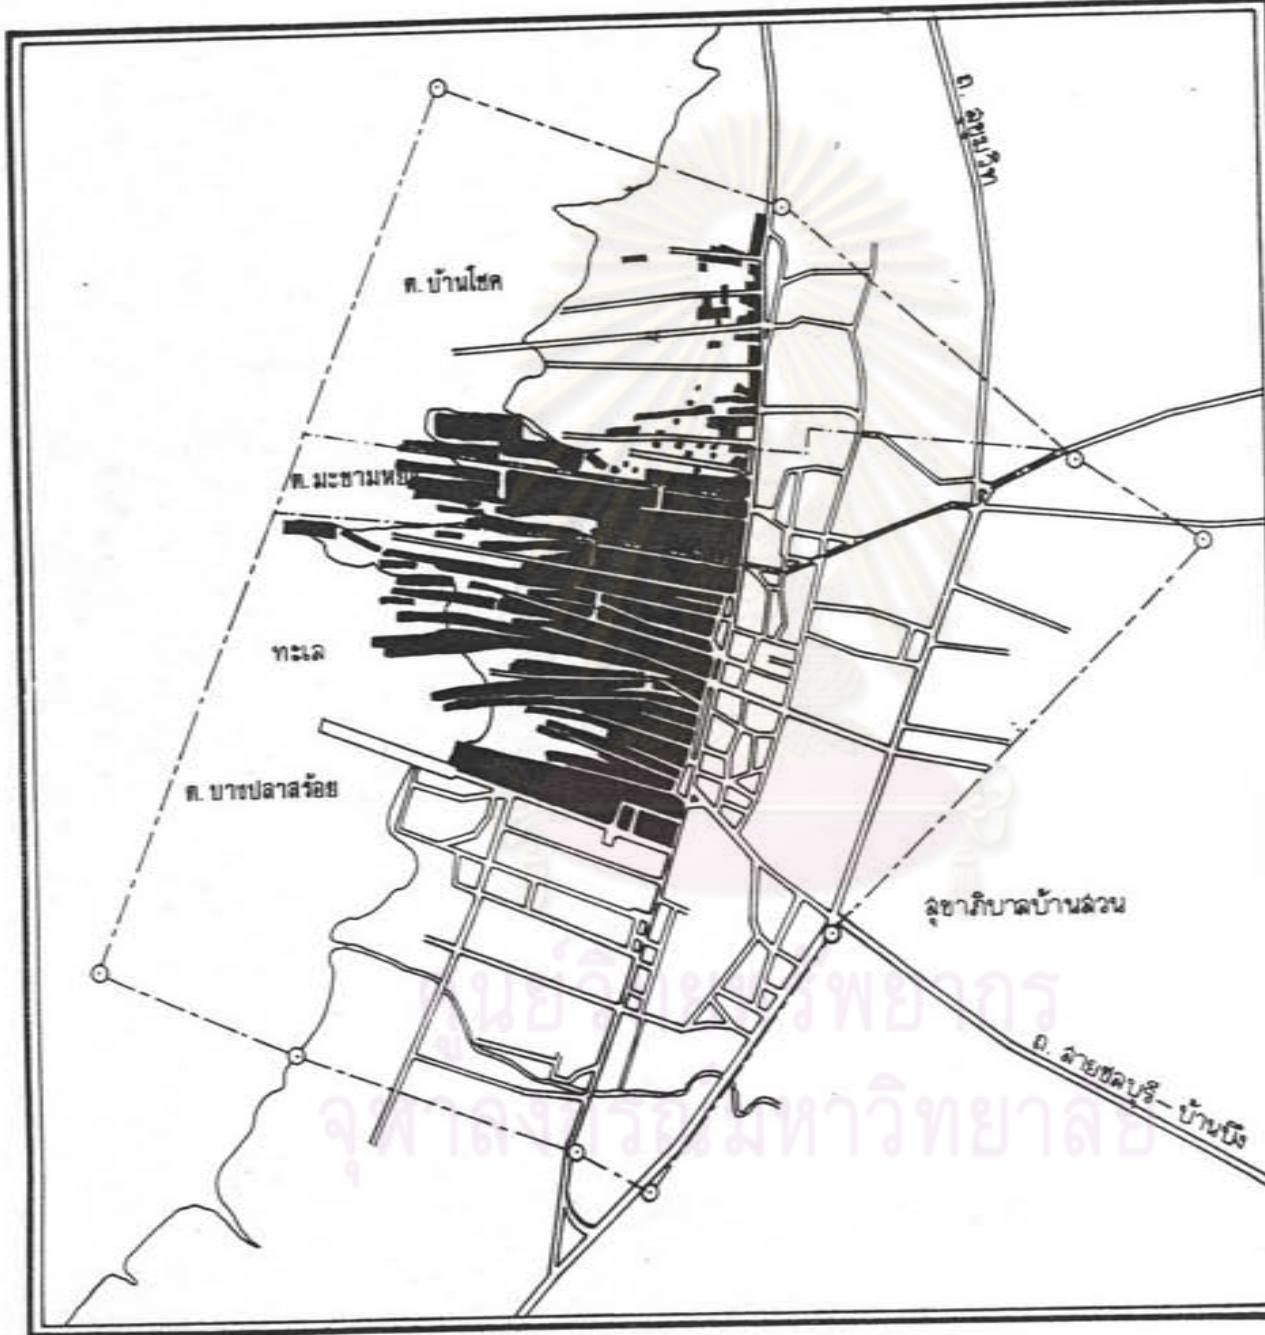 ถ. สุขุมวิท
ต. บ้านโขด
ต. มะขามหย่ง
ทะเล
ต. บางปลาสร้อย
สุขาภิบาลบ้านสวน
ศูนย์วิทยทรัพยากร
ถ. สายชลบุรี - บ้านบึง
จุฬาลงกรณ์มหาวิทยาลัย